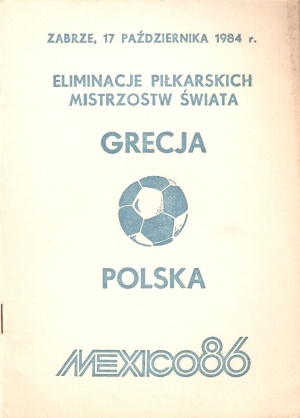 ZABRZE, 17 PAŹDZIERNIKA 1984 r.
ELIMINACJE PIŁKARSKICH
MISTRZOSTW ŚWIATA
GRECJA
POLSKA
MEXICO86